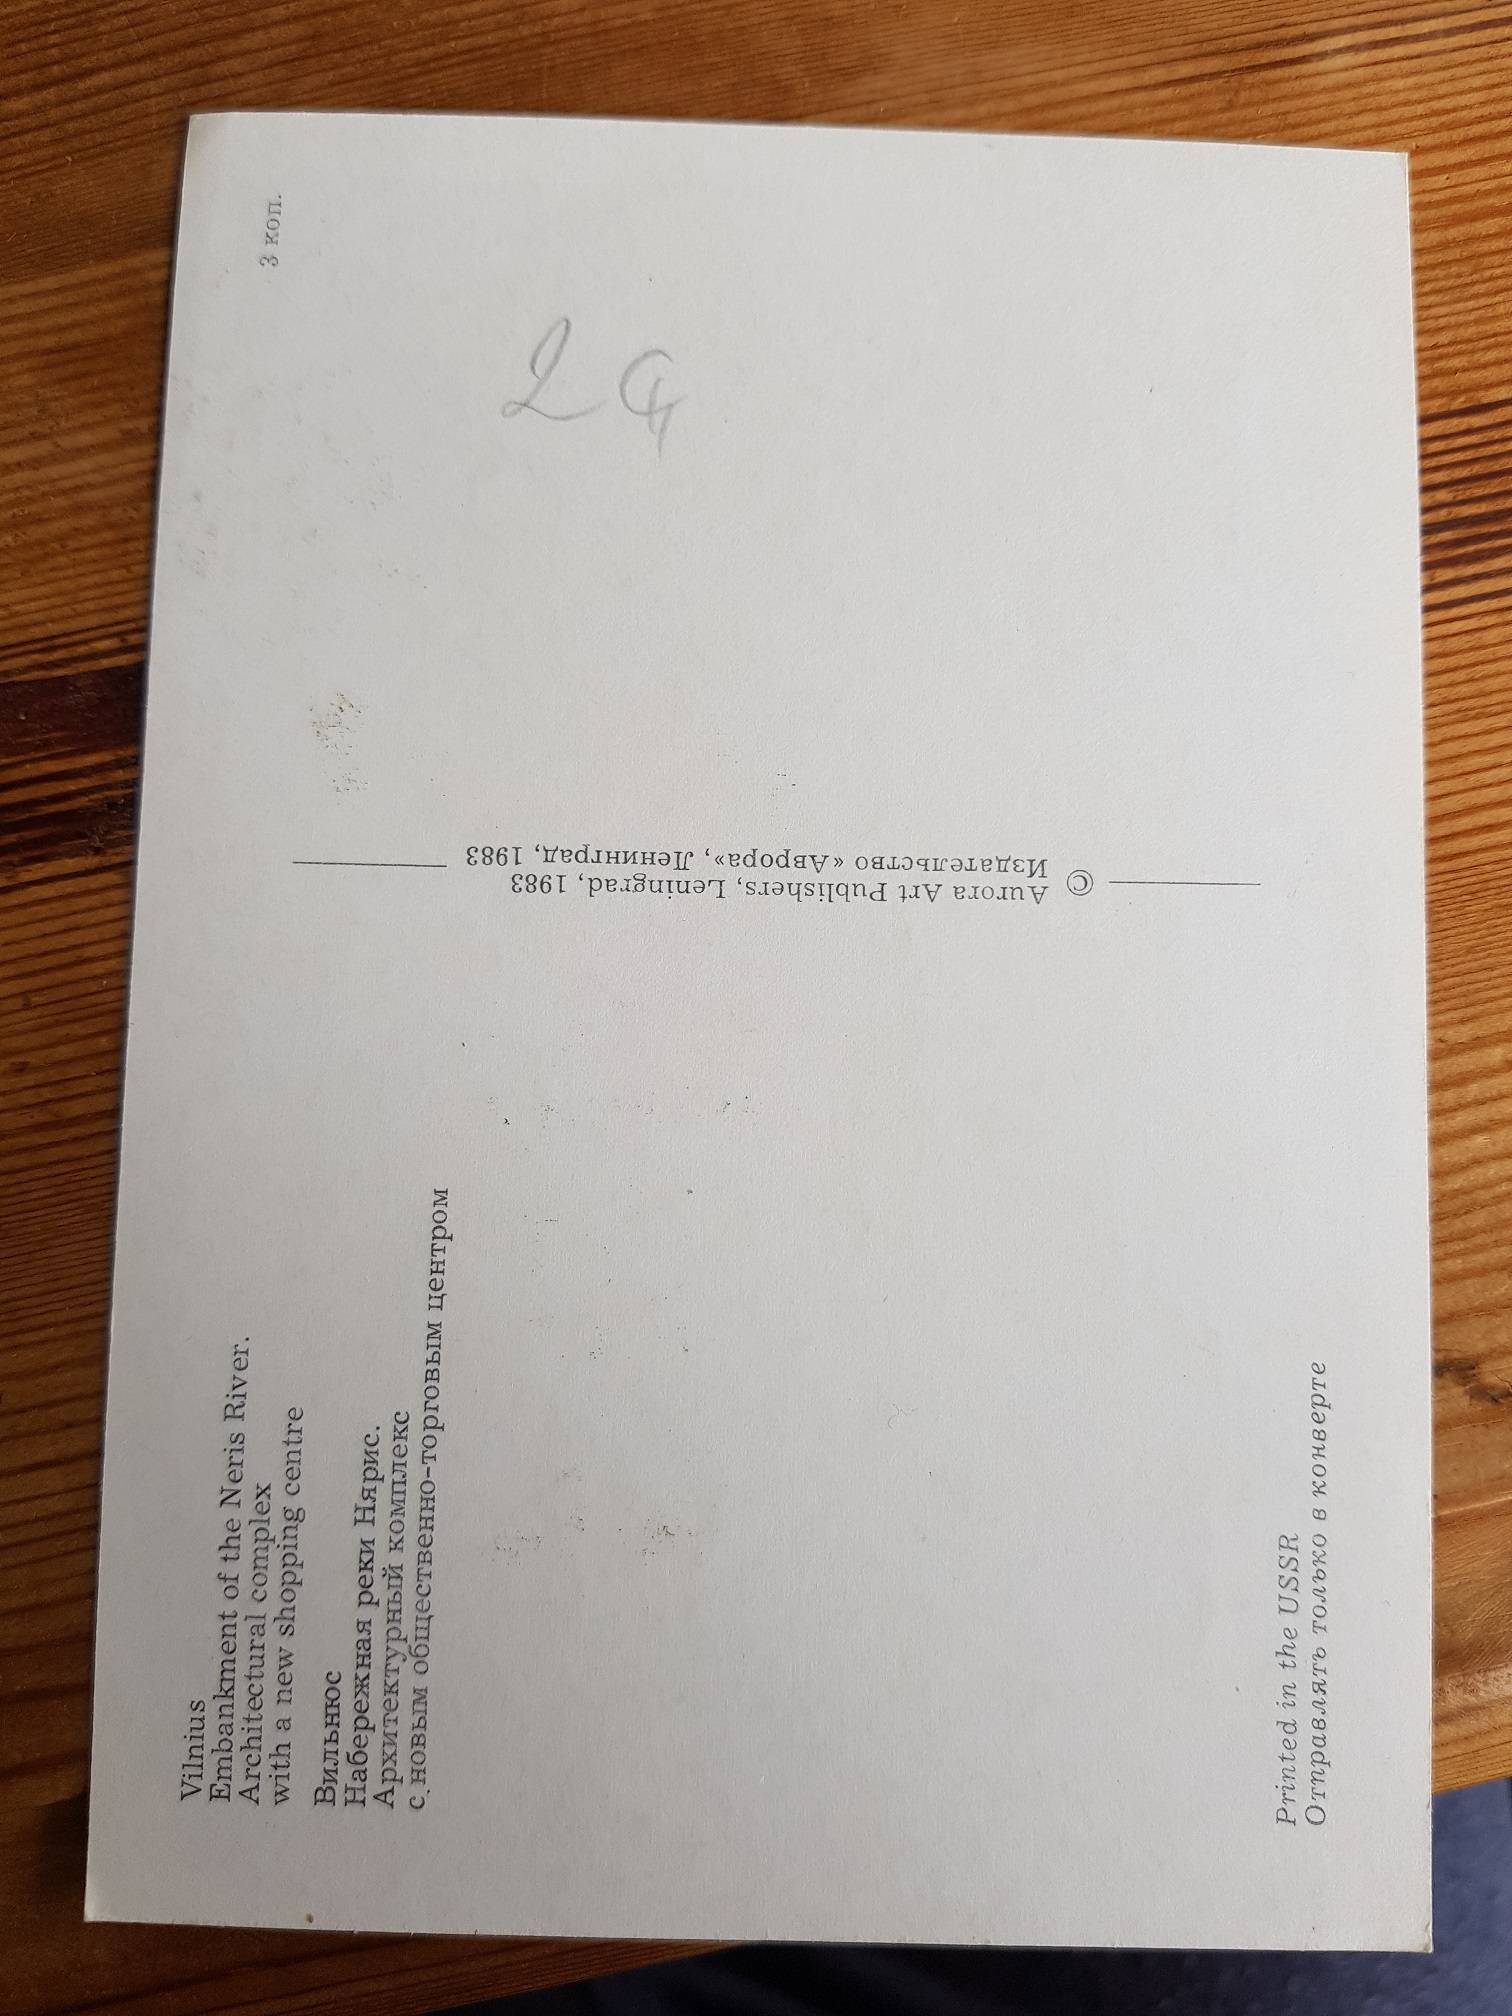 Vilnius
Embankment of the Neris River.
Architectural complex
with a new shopping centre
Вильнюс
Набережная реки Нярис.
Архитектурный комплекс
с новым общественно-торговым центром
3 коп.
24
©
Aurora Art Publishers, Leningrad, 1983
Издательство «Аврора», Ленинград, 1983
Printed in the USSR
Отправлять только в конверте